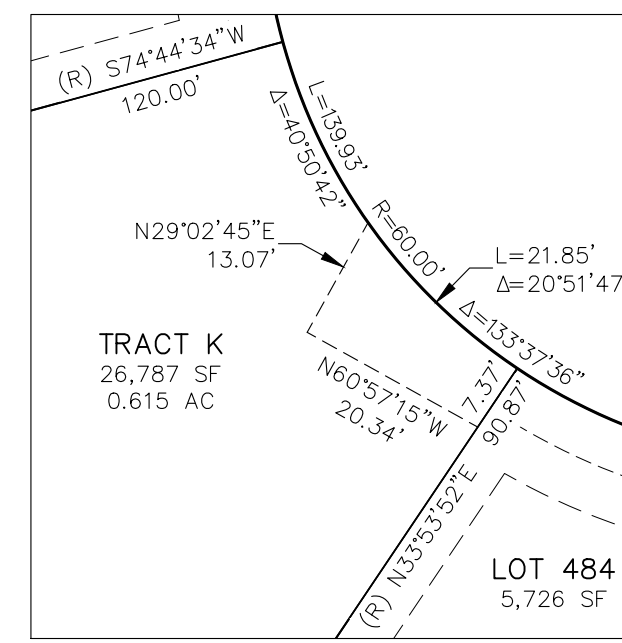 (R) S74°44'34"W
120.00'
L=139.93'
Δ=40°50'42"
R=60.00'
N29°02'45"E
13.07'
L=21.85'
Δ=20°51'47
Δ=133°37'36"
TRACT K
26,787 SF
0.615 AC
N60°57'15"W
20.34'
7.37'
90.87'
(R) N33°53'52"E
LOT 484
5,726 SF